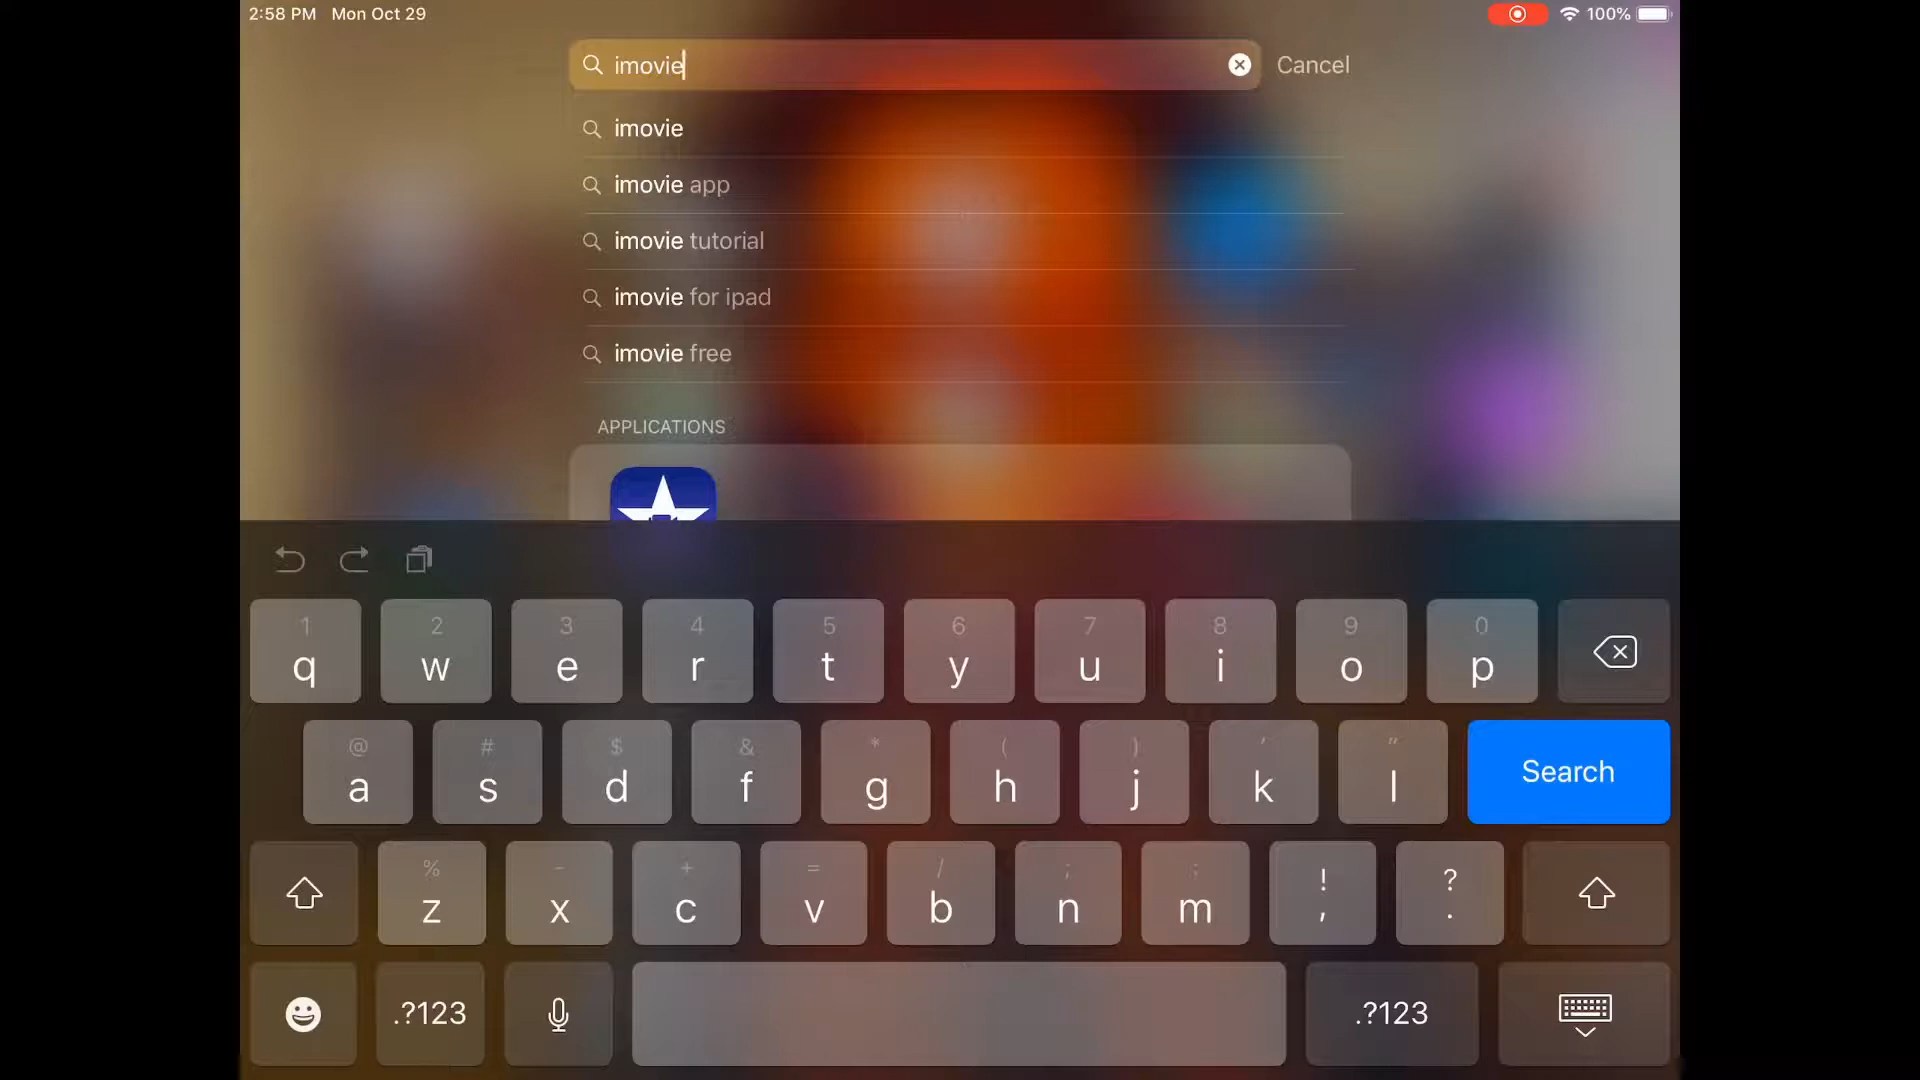 2:58 PM Mon Oct 29 100%
imovie Cancel
imovie
imovie app
imovie tutorial
imovie for ipad
imovie free
APPLICATIONS
1 2 3 4 5 6 7 8 9 0
q w e r t y u i o p
@ # $ & * ( ) ' "
a s d f g h j k l Search
% - + = / ; : ! ?
z x c v b n m , .
.?123 .?123